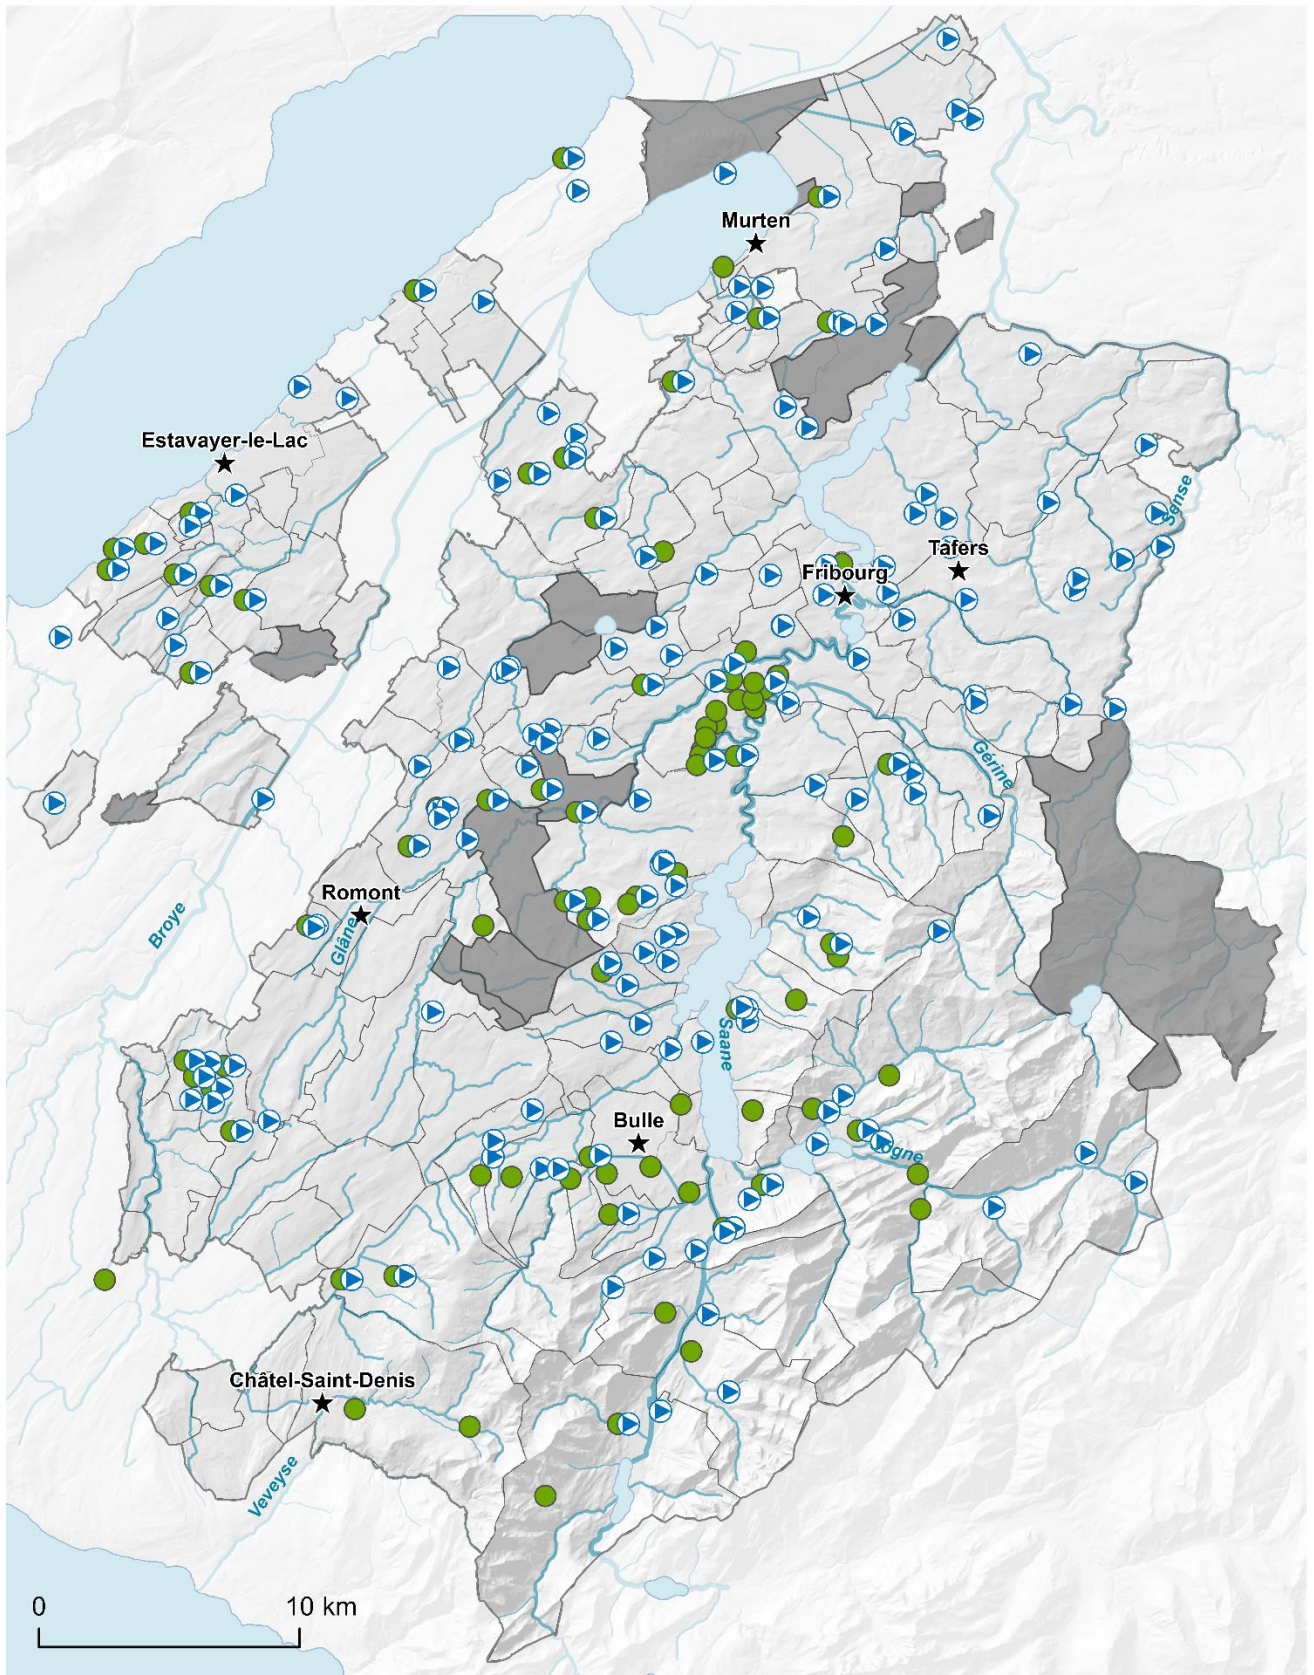 Murten
Estavayer-le-Lac
Sense
Tafers
Fribourg
Gérine
Romont
Broye
Glâne
Saane
Bulle
Jogne
Châtel-Saint-Denis
Veveyse
0 10 km